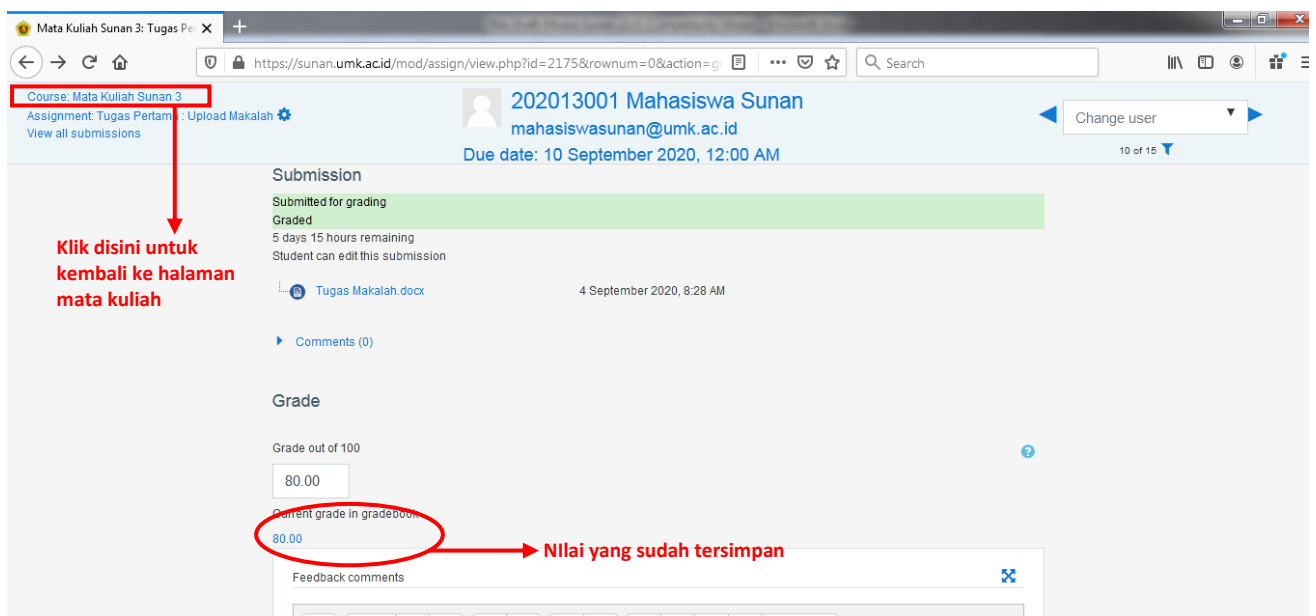 Mata Kuliah Sunan 3: Tugas Pe
https://sunan.umk.ac.id/mod/assign/view.php?id=2175&rownum=0&action=gr
Search
Course: Mata Kuliah Sunan 3
Assignment: Tugas Pertama : Upload Makalah
View all submissions
202013001 Mahasiswa Sunan
mahasiswasunan@umk.ac.id
Due date: 10 September 2020, 12:00 AM
Change user
10 of 15
Submission
Submitted for grading
Graded
5 days 15 hours remaining
Student can edit this submission
Klik disini untuk
kembali ke halaman
mata kuliah
Tugas Makalah.docx 4 September 2020, 8:28 AM
Comments (0)
Grade
Grade out of 100
80.00
Current grade in gradebook
80.00
NIlai yang sudah tersimpan
Feedback comments